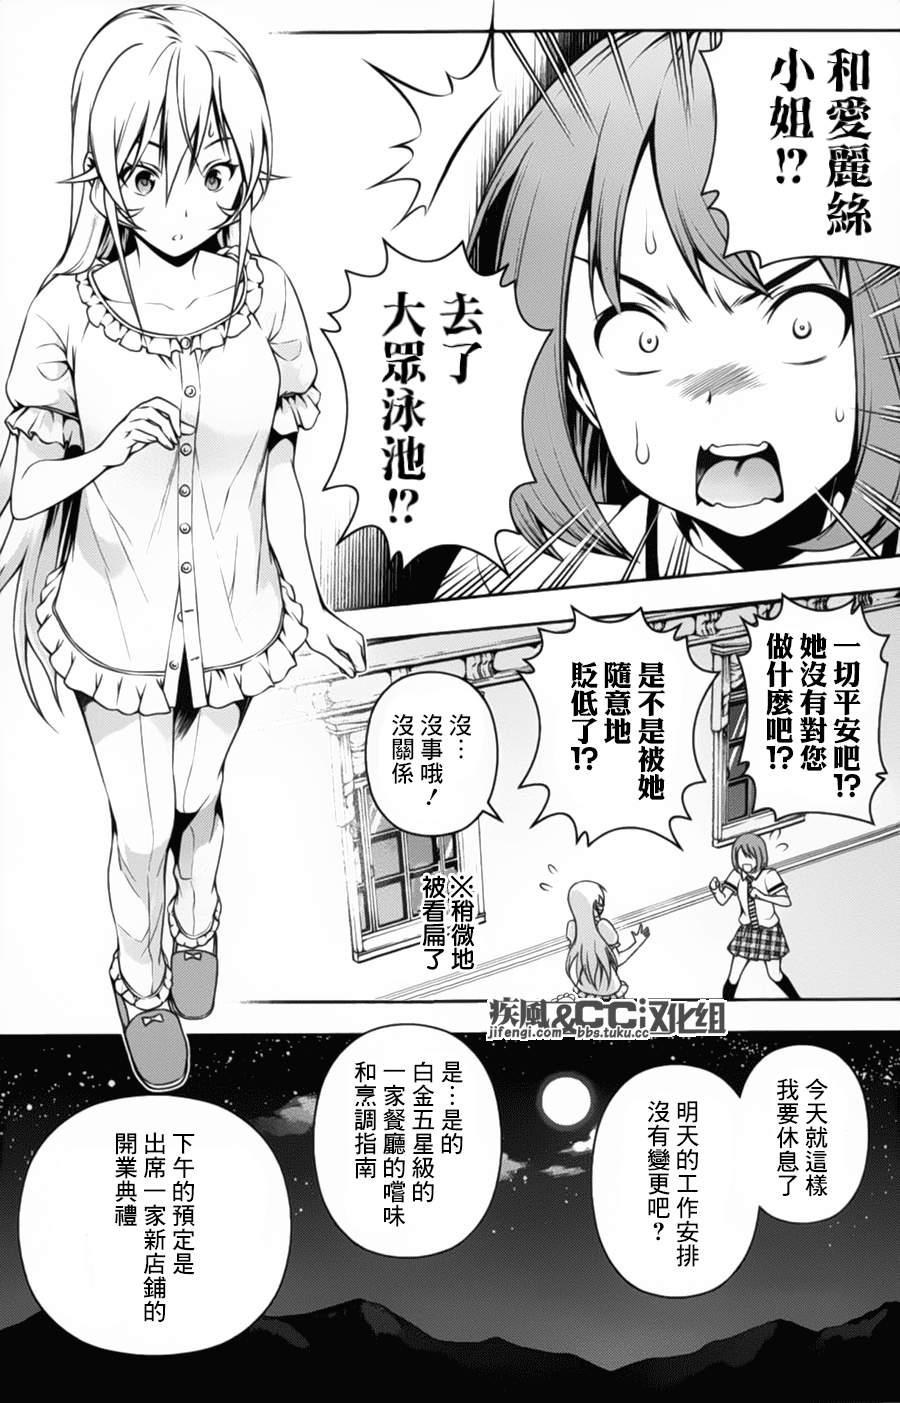 和愛麗絲
小姐!?
去了
大眾泳池!?
一切平安吧!?
她沒有對您
做什麼吧!?
是不是被她
隨意地
貶低了!?
沒…
沒事哦！
沒關係
※稍微地
被看扁了
疾風&CC汉化组
jifengi.com bbs.tuku.cc
今天就這樣
我要休息了
明天的工作安排
沒有變更吧？
是…是的
白金五星級的
一家餐廳的嚐味
和烹調指南
下午的預定是
出席一家新店鋪的
開業典禮